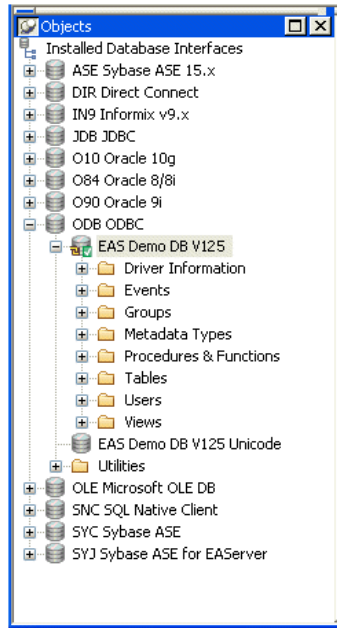 Objects
Installed Database Interfaces
ASE Sybase ASE 15.x
DIR Direct Connect
IN9 Informix v9.x
JDB JDBC
O10 Oracle 10g
O84 Oracle 8/8i
O90 Oracle 9i
ODB ODBC
EAS Demo DB V125
Driver Information
Events
Groups
Metadata Types
Procedures & Functions
Tables
Users
Views
EAS Demo DB V125 Unicode
Utilities
OLE Microsoft OLE DB
SNC SQL Native Client
SYC Sybase ASE
SYJ Sybase ASE for EAServer